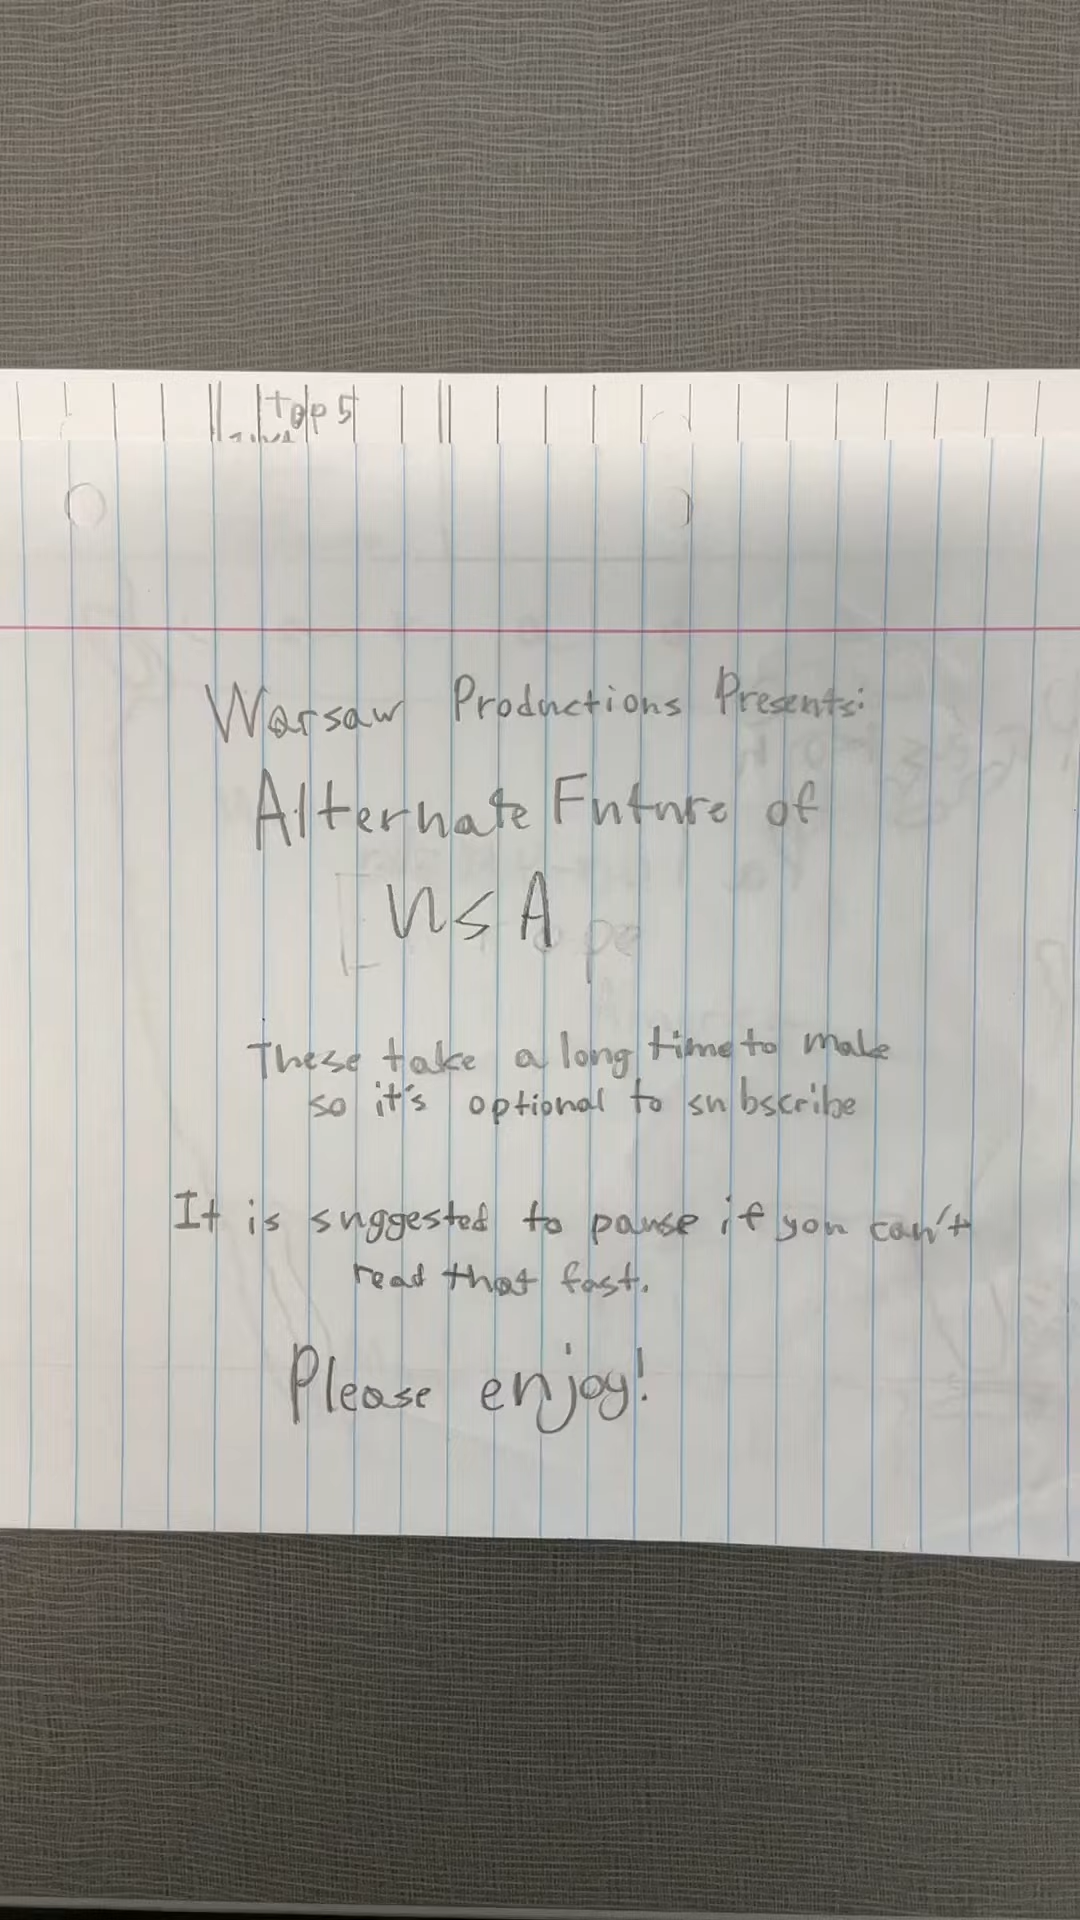 top 5
Warsaw Productions Presents:
Alternate Future of
USA
These take a long time to make
so it's optional to subscribe
It is suggested to pause if you can't
read that fast.
Please enjoy!